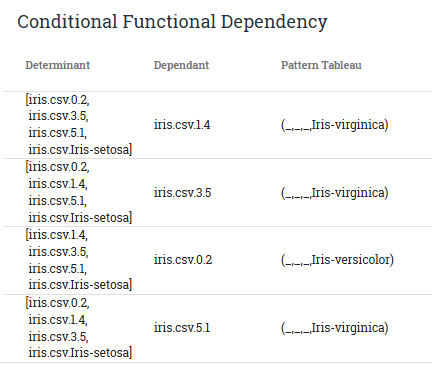 Conditional Functional Dependency
Determinant Dependant Pattern Tableau
[iris.csv.0.2,
iris.csv.3.5,
iris.csv.5.1,
iris.csv.Iris-setosa]
iris.csv.1.4
(_,_,_,Iris-virginica)
[iris.csv.0.2,
iris.csv.1.4,
iris.csv.5.1,
iris.csv.Iris-setosa]
iris.csv.3.5
(_,_,_,Iris-virginica)
[iris.csv.1.4,
iris.csv.3.5,
iris.csv.5.1,
iris.csv.Iris-setosa]
iris.csv.0.2
(_,_,_,Iris-versicolor)
[iris.csv.0.2,
iris.csv.1.4,
iris.csv.3.5,
iris.csv.Iris-setosa]
iris.csv.5.1
(_,_,_,Iris-virginica)